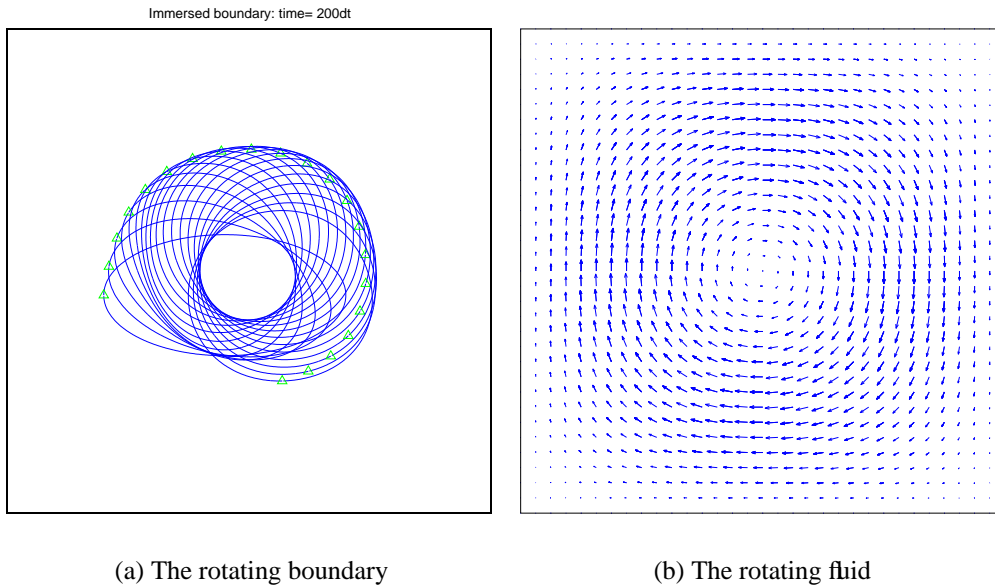 Immersed boundary: time= 200dt
(a) The rotating boundary
(b) The rotating fluid